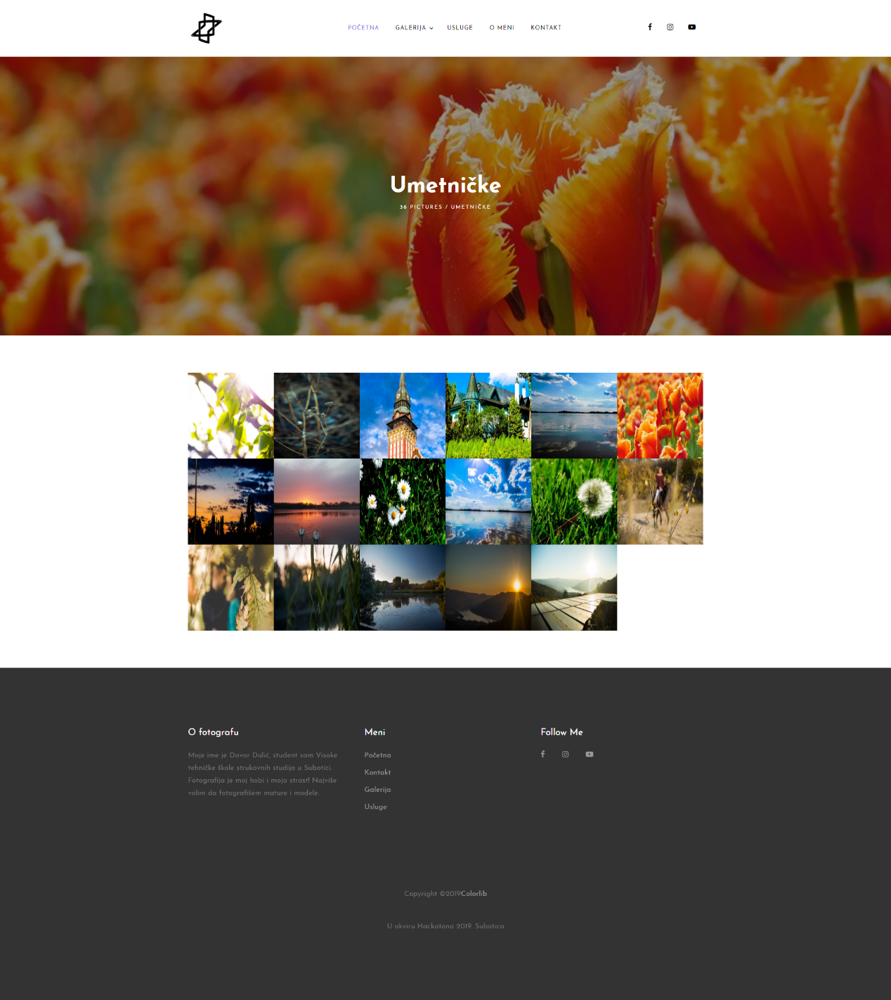 POČETNA GALERIJA USLUGE O MENI KONTAKT
Umetničke
36 PICTURES / UMETNIČKE
O fotografu
Moje ime je Davor Dulić, student sam Visoke
tehničke škole strukovnih studija u Subotici.
Fotografija je moj hobi i moja strast! Najviše
volim da fotografišem mature i modele.
Meni
Početna
Kontakt
Galerija
Usluge
Follow Me
Copyright ©2019Colorlib
U okviru Hackatona 2019. Subotica